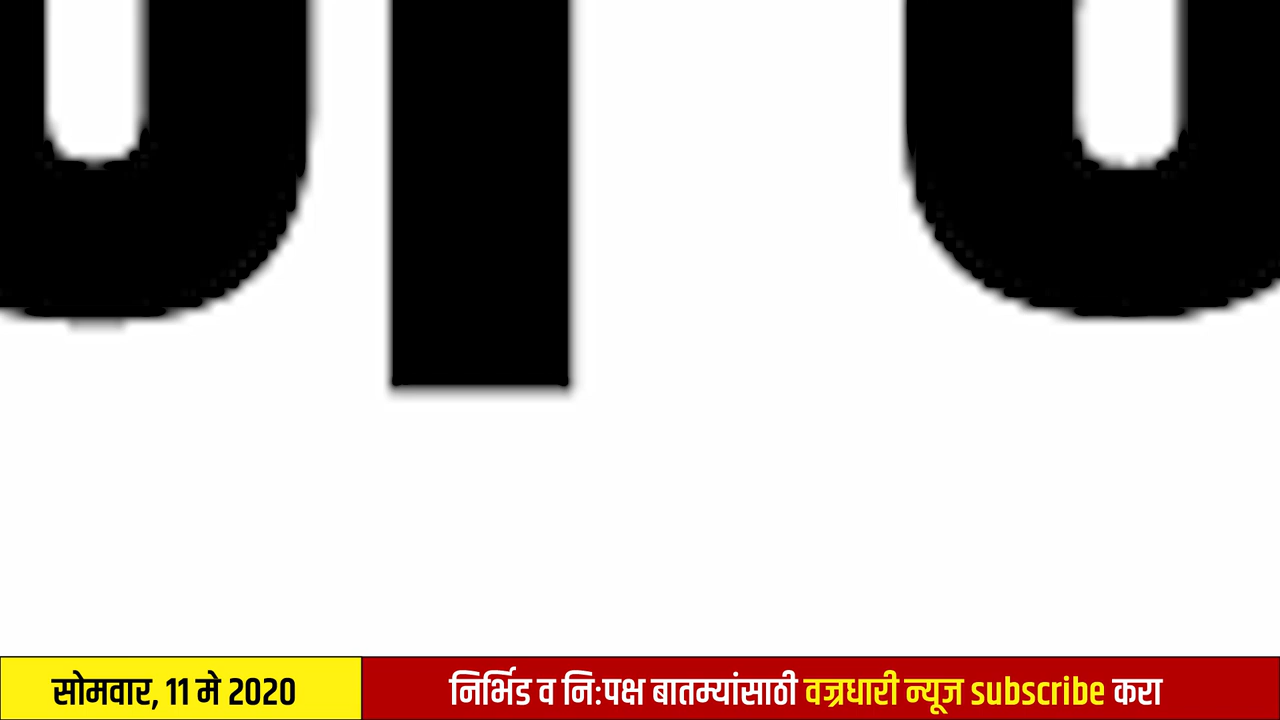 सोमवार, 11 मे 2020
निर्भिड व नि:पक्ष बातम्यांसाठी वज्रधारी न्यूज subscribe करा